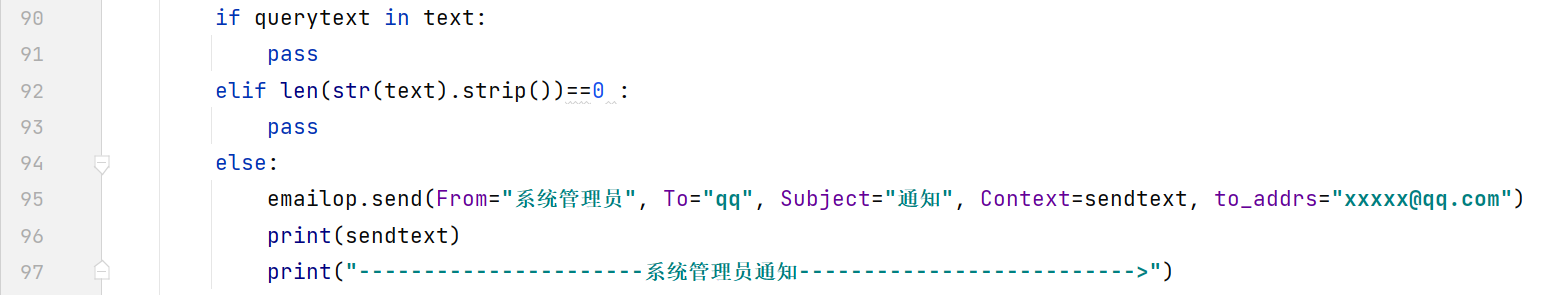 90 if querytext in text:
91 pass
92 elif len(str(text).strip())==0 :
93 pass
94 else:
95 emailop.send(From="系统管理员", To="qq", Subject="通知", Context=sendtext, to_addrs="xxxxx@qq.com")
96 print(sendtext)
97 print("----------------------系统管理员通知-------------------------->")